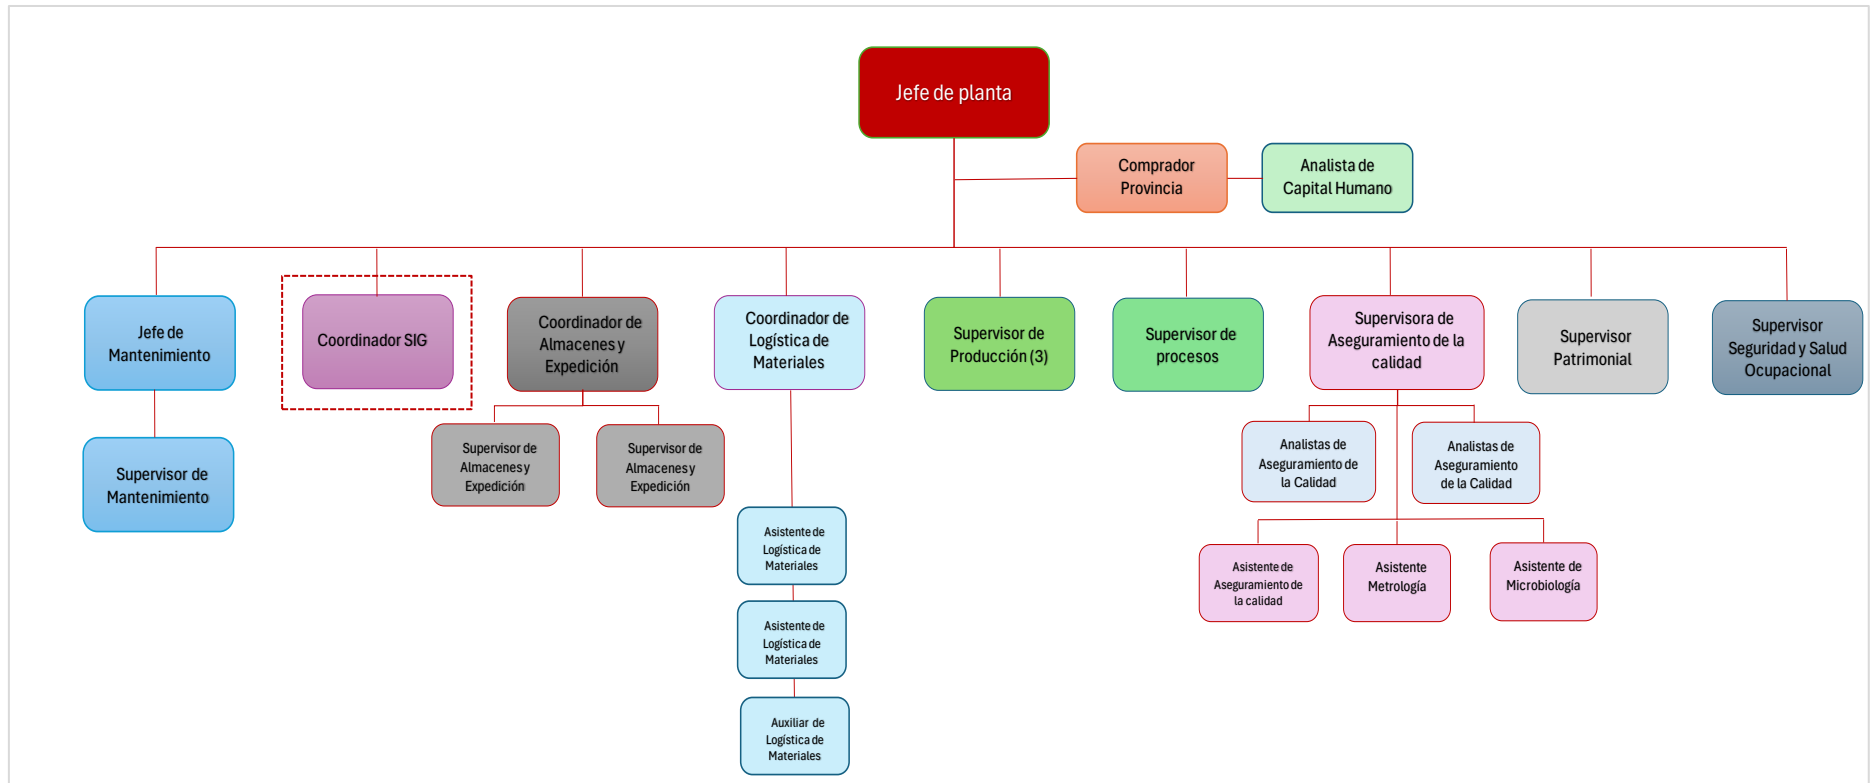 Jefe de planta
Comprador
Provincia
Analista de
Capital Humano
Jefe de
Mantenimiento
Coordinador SIG
Coordinador de
Almacenes y
Expedición
Coordinador de
Logística de
Materiales
Supervisor de
Producción (3)
Supervisor de
procesos
Supervisora de
Aseguramiento de la
calidad
Supervisor
Patrimonial
Supervisor
Seguridad y Salud
Ocupacional
Supervisor de
Mantenimiento
Supervisor de
Almacenes y
Expedición
Supervisor de
Almacenes y
Expedición
Analistas de
Aseguramiento de
la Calidad
Analistas de
Aseguramiento
de la Calidad
Asistente de
Logística de
Materiales
Asistente de
Aseguramiento de
la calidad
Asistente
Metrología
Asistente de
Microbiología
Asistente de
Logística de
Materiales
Auxiliar de
Logística de
Materiales